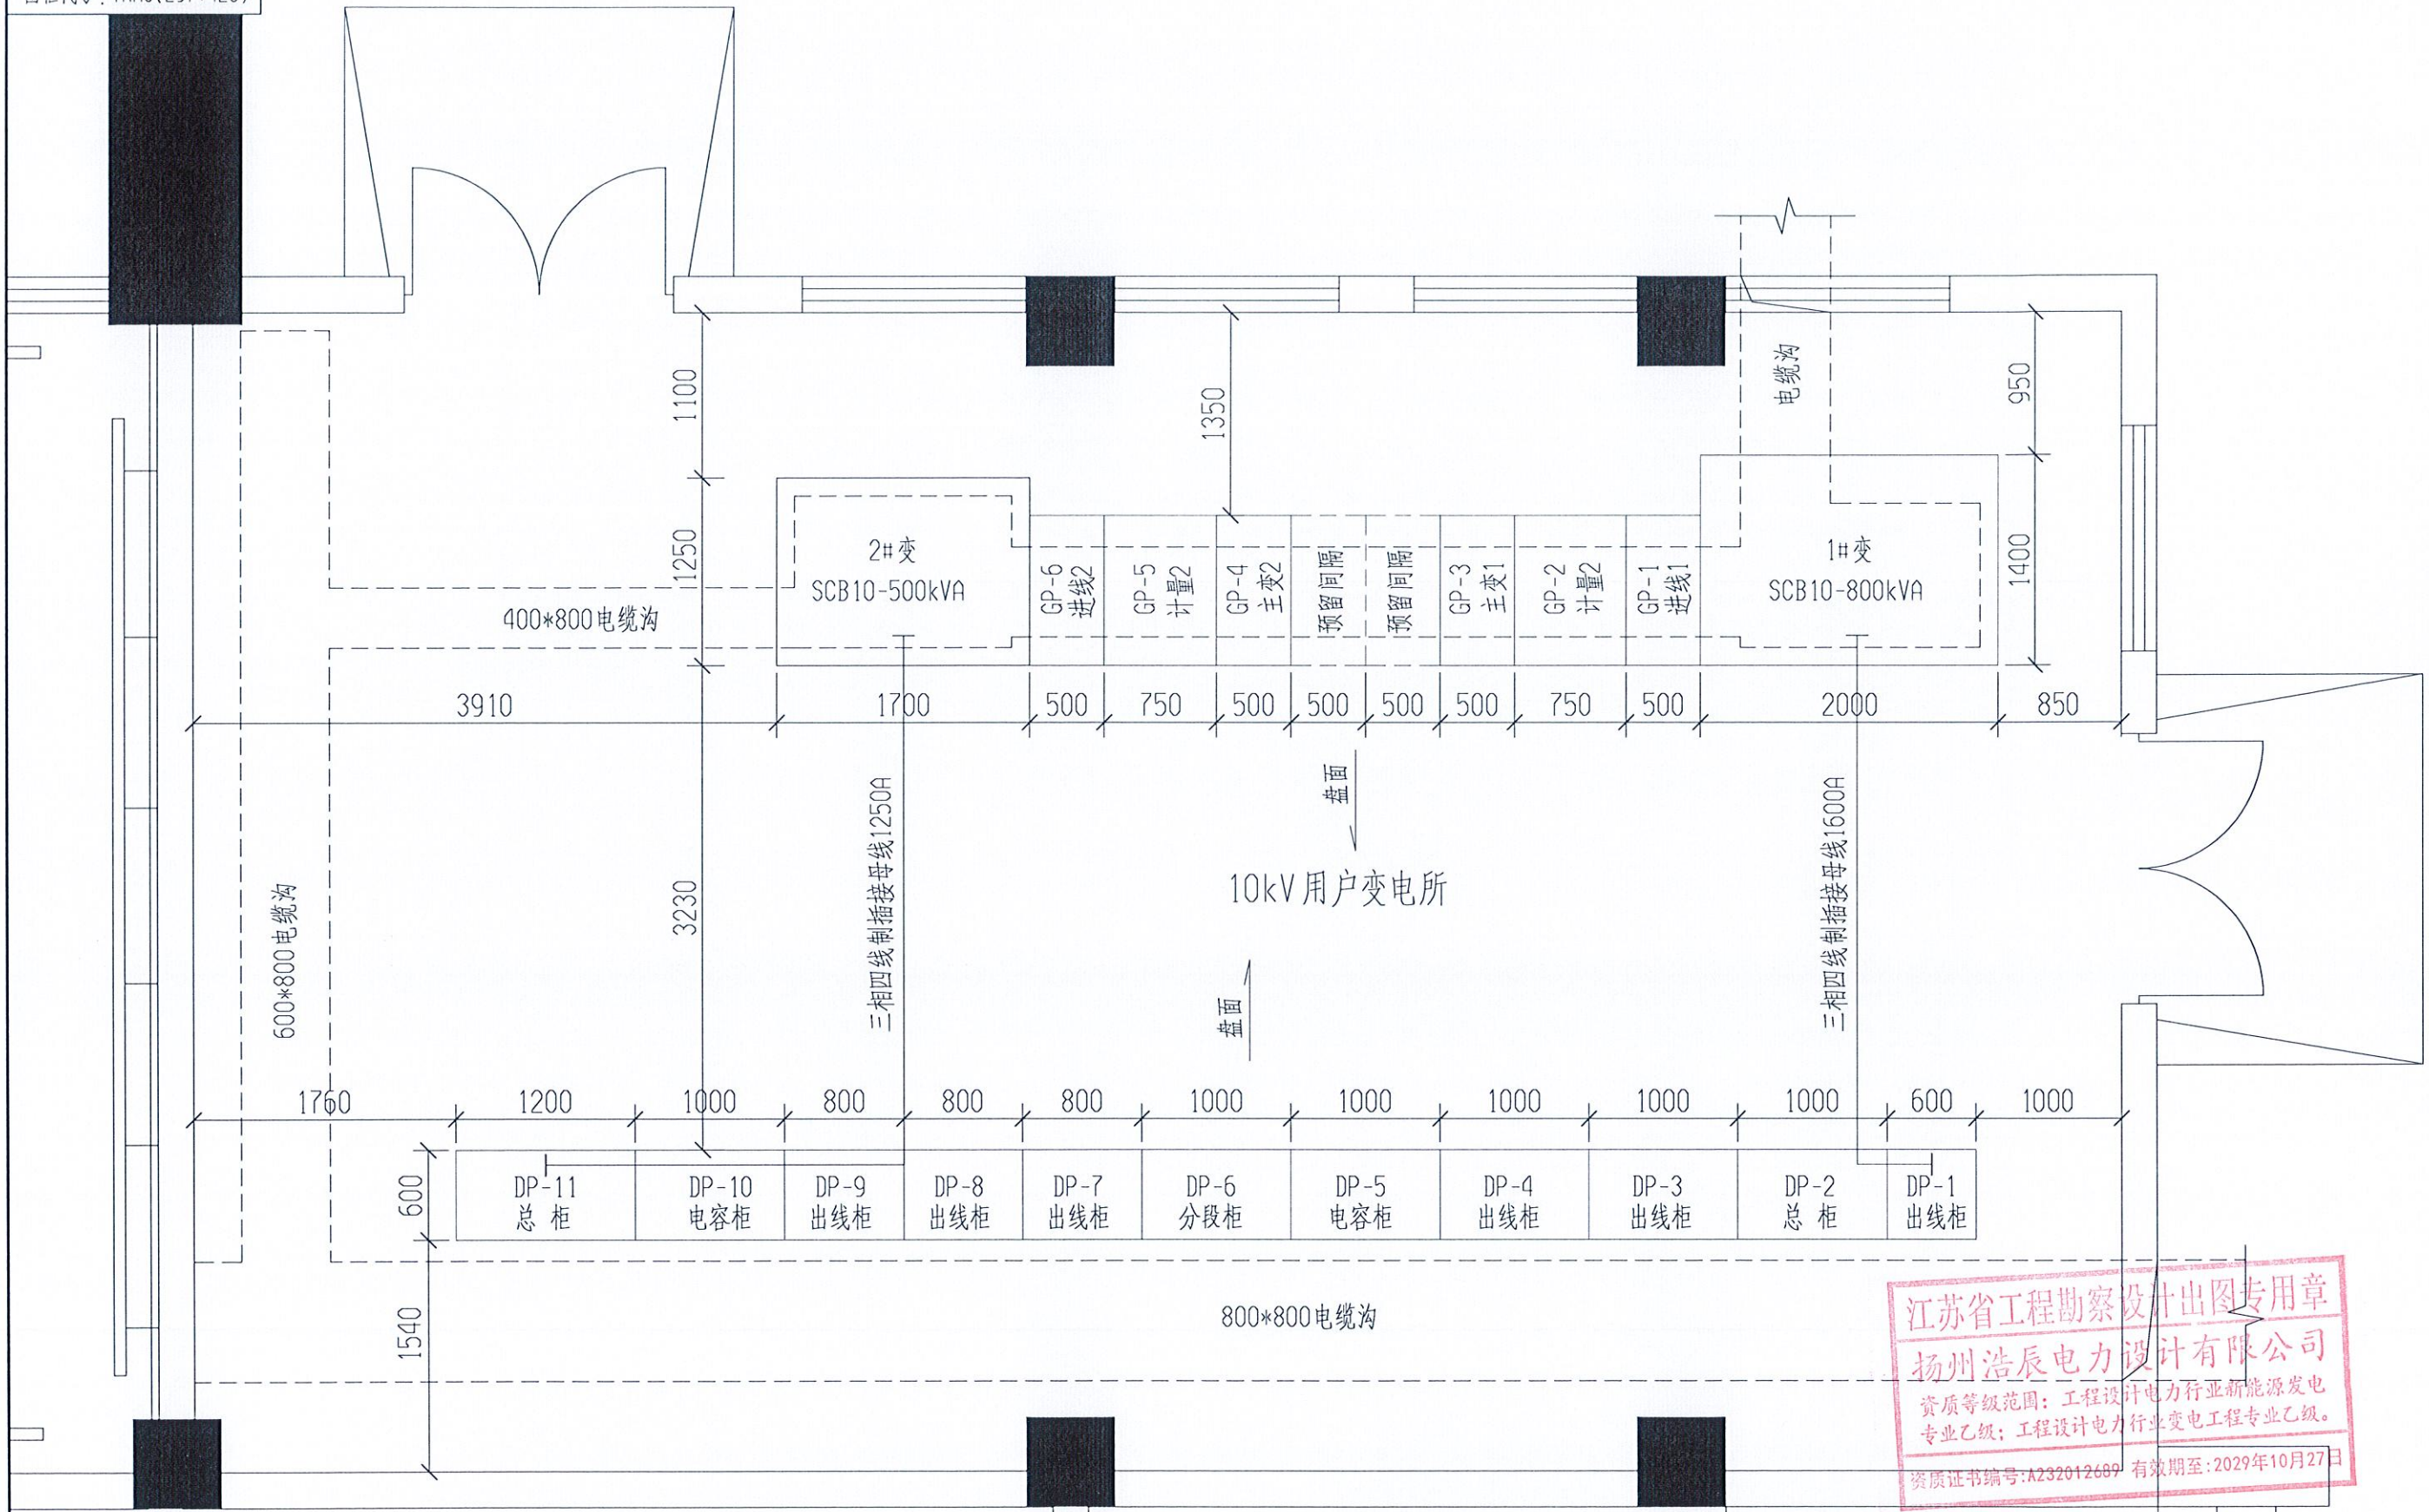 1100
1350
电缆沟
950
1250
2#变
SCB10-500kVA
GP-6
进线2
GP-5
计量2
GP-4
主变2
预留间隔
预留间隔
GP-3
主变1
GP-2
计量2
GP-1
进线1
1#变
SCB10-800kVA
1400
400*800电缆沟
3910
1700
500
750
500
500
500
500
750
500
2000
850
600*800电缆沟
3230
三相四线制插接母线1250A
盘面
10kV用户变电所
盘面
三相四线制插接母线1600A
1760
1200
1000
800
800
800
1000
1000
1000
1000
1000
600
1000
600
DP-11
总 柜
DP-10
电容柜
DP-9
出线柜
DP-8
出线柜
DP-7
出线柜
DP-6
分段柜
DP-5
电容柜
DP-4
出线柜
DP-3
出线柜
DP-2
总 柜
DP-1
出线柜
1540
800*800电缆沟
江苏省工程勘察设计出图专用章
扬州浩辰电力设计有限公司
资质等级范围：工程设计电力行业新能源发电
专业乙级；工程设计电力行业变电工程专业乙级。
资质证书编号:A232012689 有效期至:2029年10月27日